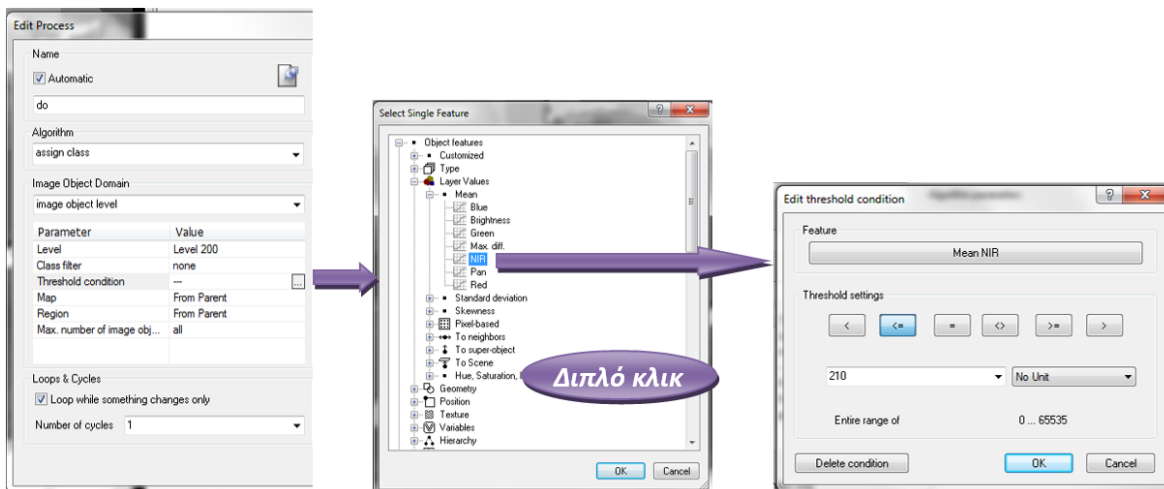 Edit Process
Name
Automatic
do
Algorithm
assign class
Image Object Domain
image object level
Parameter Value
Level Level 200
Class filter none
Threshold condition --- ...
Map From Parent
Region From Parent
Max. number of image obj... all
Loops & Cycles
Loop while something changes only
Number of cycles 1
Select Single Feature
Object features
Customized
Type
Layer Values
Mean
Blue
Brightness
Green
Max. diff.
NIR
Pan
Red
Standard deviation
Skewness
Pixel-based
To neighbors
To super-object
To Scene
Hue, Saturation,
Geometry
Position
Texture
Variables
Hierarchy
OK Cancel
Διπλό κλικ
Edit threshold condition
Feature
Mean NIR
Threshold settings
< <= = <> >= >
210 No Unit
Entire range of 0 ... 65535
Delete condition OK Cancel